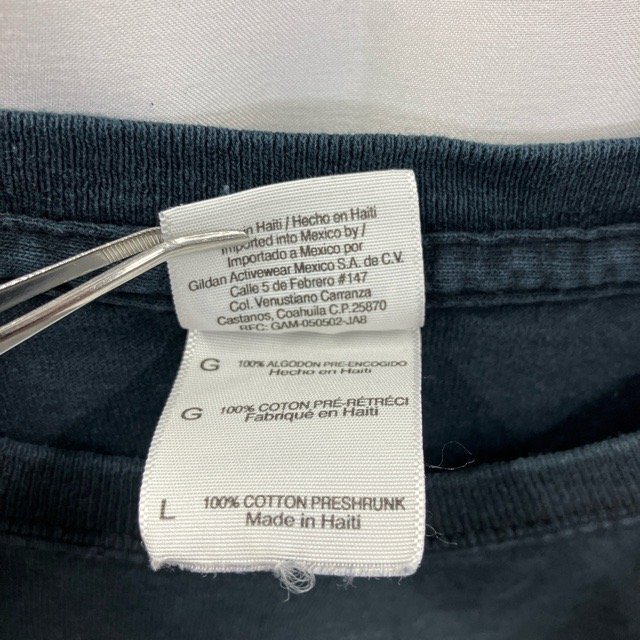 n Haiti / Hecho en Haiti
Imported into Mexico by /
Importado a Mexico por
Gildan Activewear Mexico S.A. de C.V.
Calle 5 de Febrero #147
Col. Venustiano Carranza
Castanos, Coahuila C.P. 25870
RFC: GAM-050502-JA8
G 100% ALGODON PRE-ENCOGIDO
Hecho en Haiti
G 100% COTON PRÉ-RÉTRÉCI
Fabriqué en Haiti
L 100% COTTON PRESHRUNK
Made in Haiti